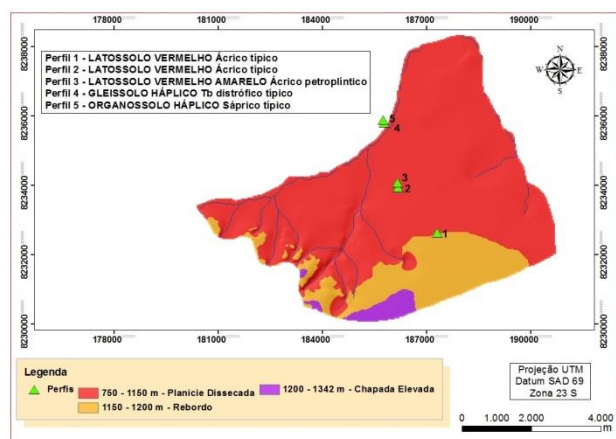 178000 181000 184000 187000 190000
8238000 8238000
Perfil 1 - LATOSSOLO VERMELHO Ácrico típico
Perfil 2 - LATOSSOLO VERMELHO Ácrico típico
Perfil 3 - LATOSSOLO VERMELHO AMARELO Ácrico petroplíntico
Perfil 4 - GLEISSOLO HÁPLICO Tb distrófico típico
Perfil 5 - ORGANOSSOLO HÁPLICO Sáprico típico
N
W E
S
8236000 8236000
5
4
8234000 8234000
3
2
1
8232000 8232000
8230000 8230000
178000 181000 184000 187000 190000
Legenda
Perfis
750 - 1150 m - Planície Dissecada
1200 - 1342 m - Chapada Elevada
1150 - 1200 m - Rebordo
Projeção UTM
Datum SAD 69
Zona 23 S
0 1.000 2.000 4.000
m